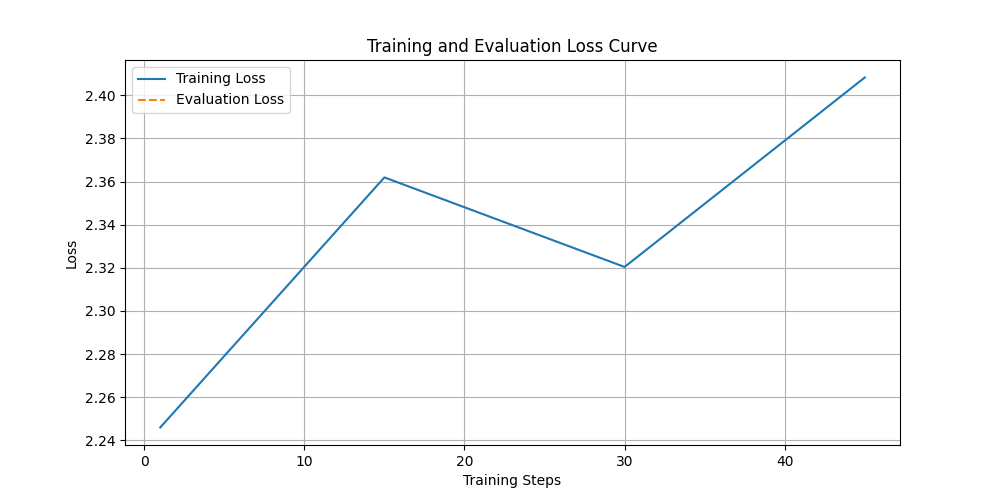 Training and Evaluation Loss Curve
Training Loss
Evaluation Loss
2.40
2.38
2.36
2.34
2.32
2.30
2.28
2.26
2.24
Loss
0 10 20 30 40
Training Steps